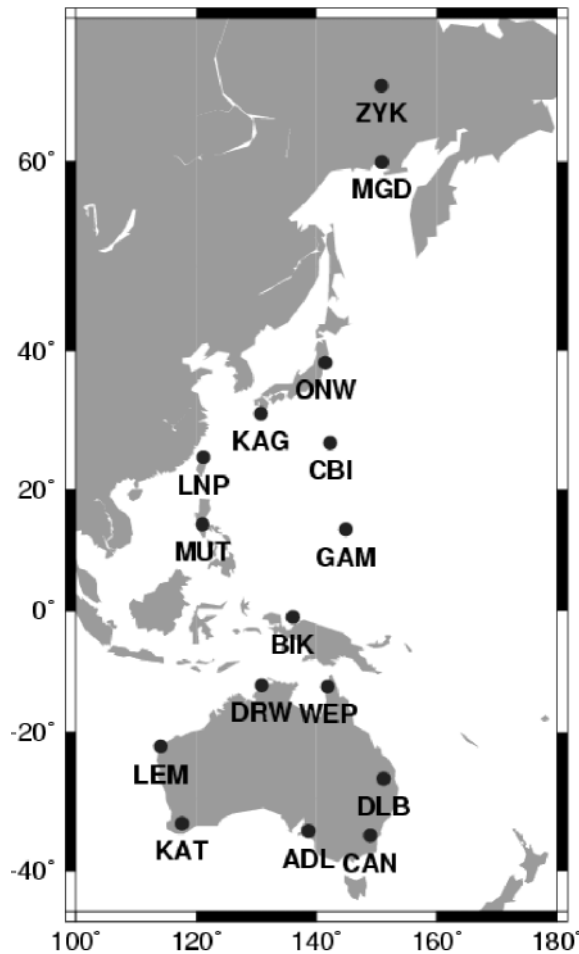 ZYK
60°
MGD
40°
ONW
KAG
CBI
LNP
20°
MUT
GAM
0°
BIK
DRW WEP
-20°
LEM
DLB
KAT
ADL
CAN
-40°
100° 120° 140° 160° 180°